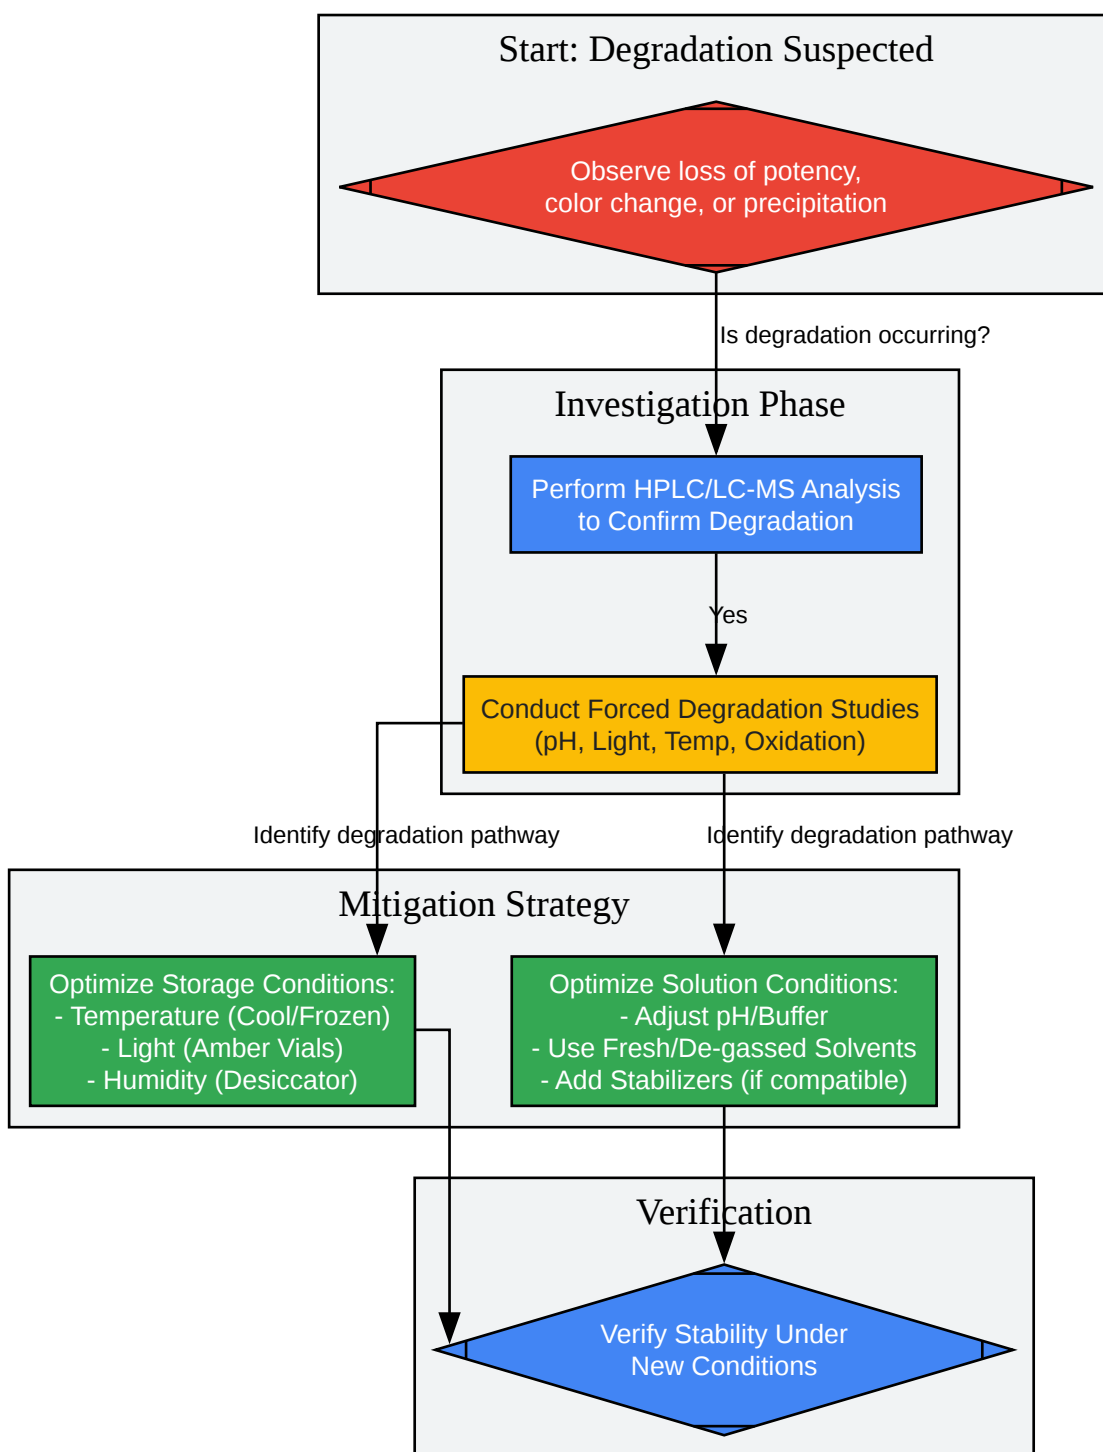 Start: Degradation Suspected
Observe loss of potency,
color change, or precipitation
Is degradation occurring?
Investigation Phase
Perform HPLC/LC-MS Analysis
to Confirm Degradation
Yes
Conduct Forced Degradation Studies
(pH, Light, Temp, Oxidation)
Identify degradation pathway
Identify degradation pathway
Mitigation Strategy
Optimize Storage Conditions:
- Temperature (Cool/Frozen)
- Light (Amber Vials)
- Humidity (Desiccator)
Optimize Solution Conditions:
- Adjust pH/Buffer
- Use Fresh/De-gassed Solvents
- Add Stabilizers (if compatible)
Verification
Verify Stability Under
New Conditions